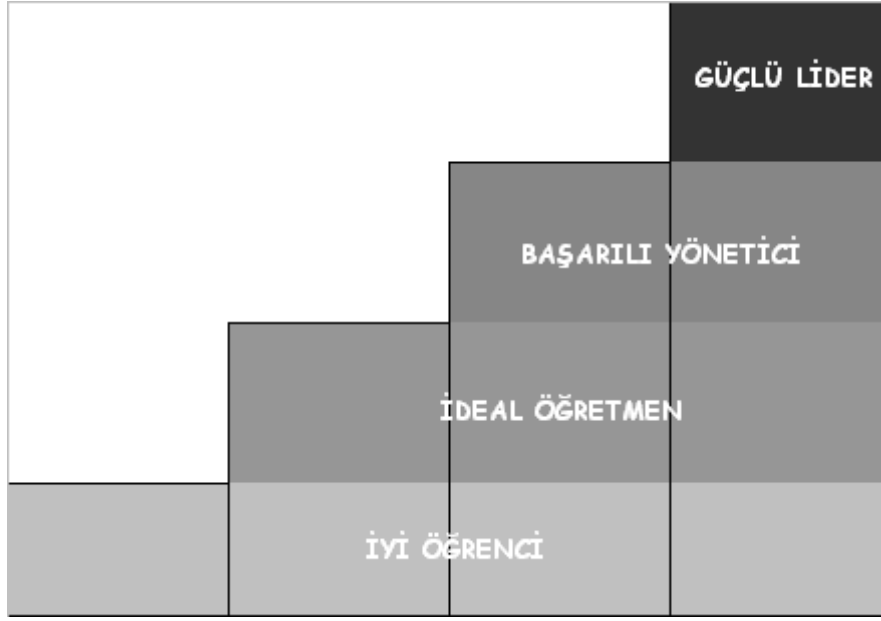 GÜÇLÜ LİDER
BAŞARILI YÖNETİCİ
İDEAL ÖĞRETMEN
İYİ ÖĞRENCİ